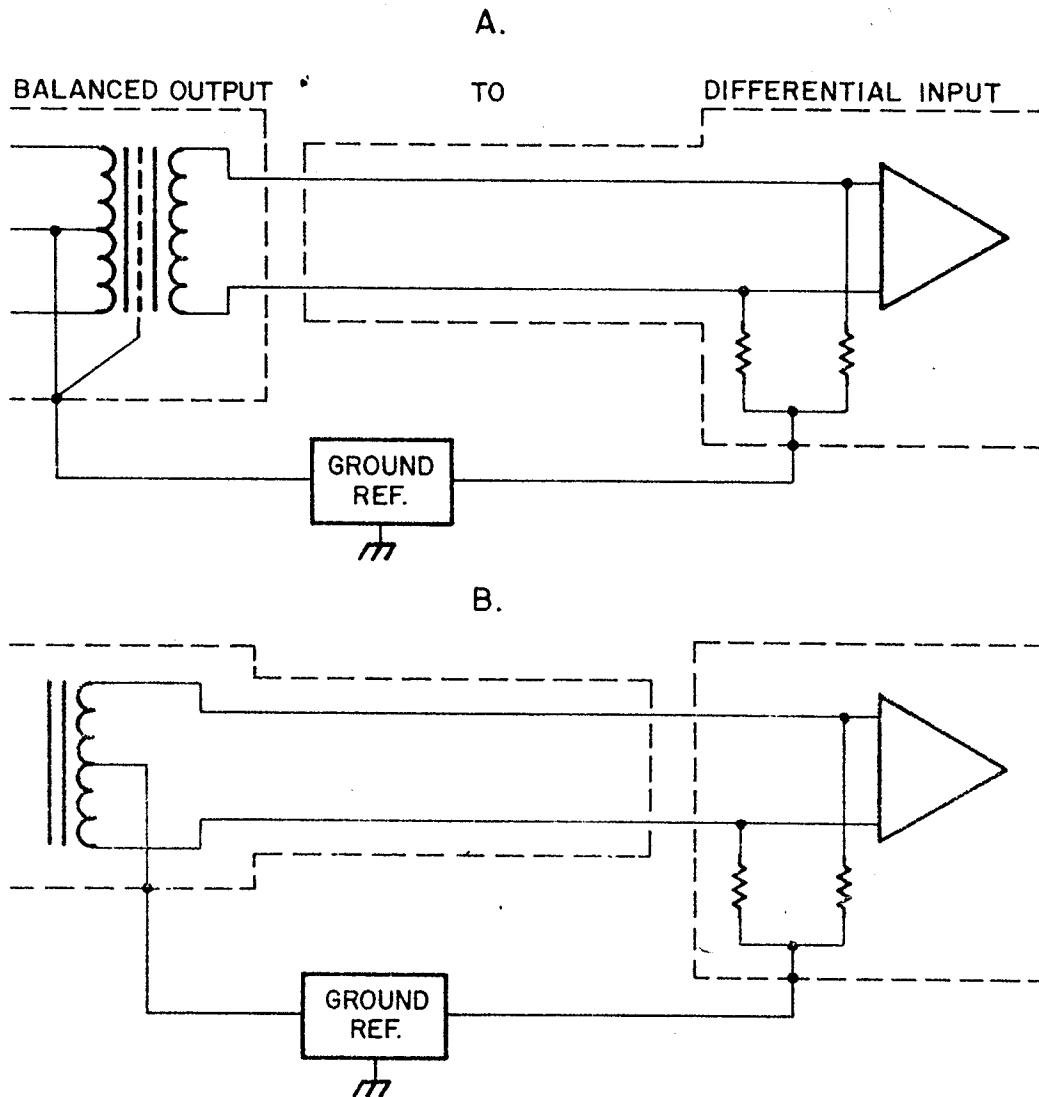 A.
BALANCED OUTPUT TO DIFFERENTIAL INPUT
GROUND
REF.
B.
GROUND
REF.